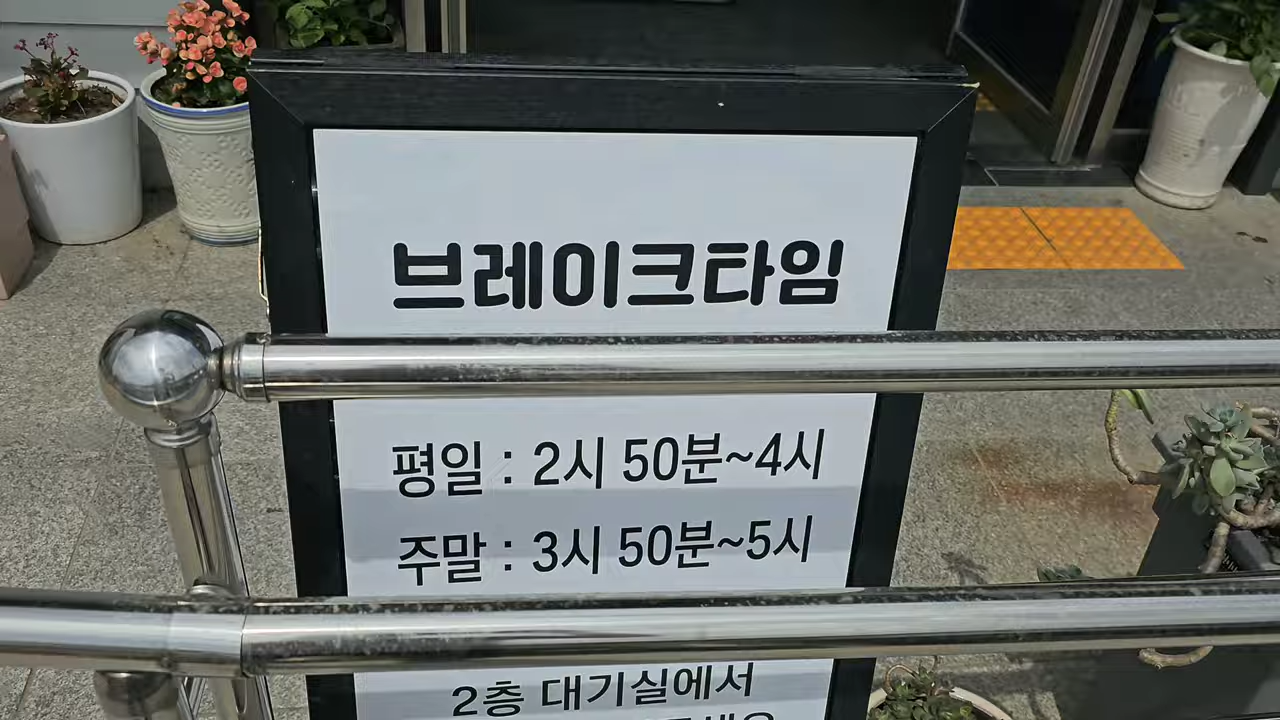 브레이크타임
평일 : 2시 50분~4시
주말 : 3시 50분~5시
2층 대기실에서